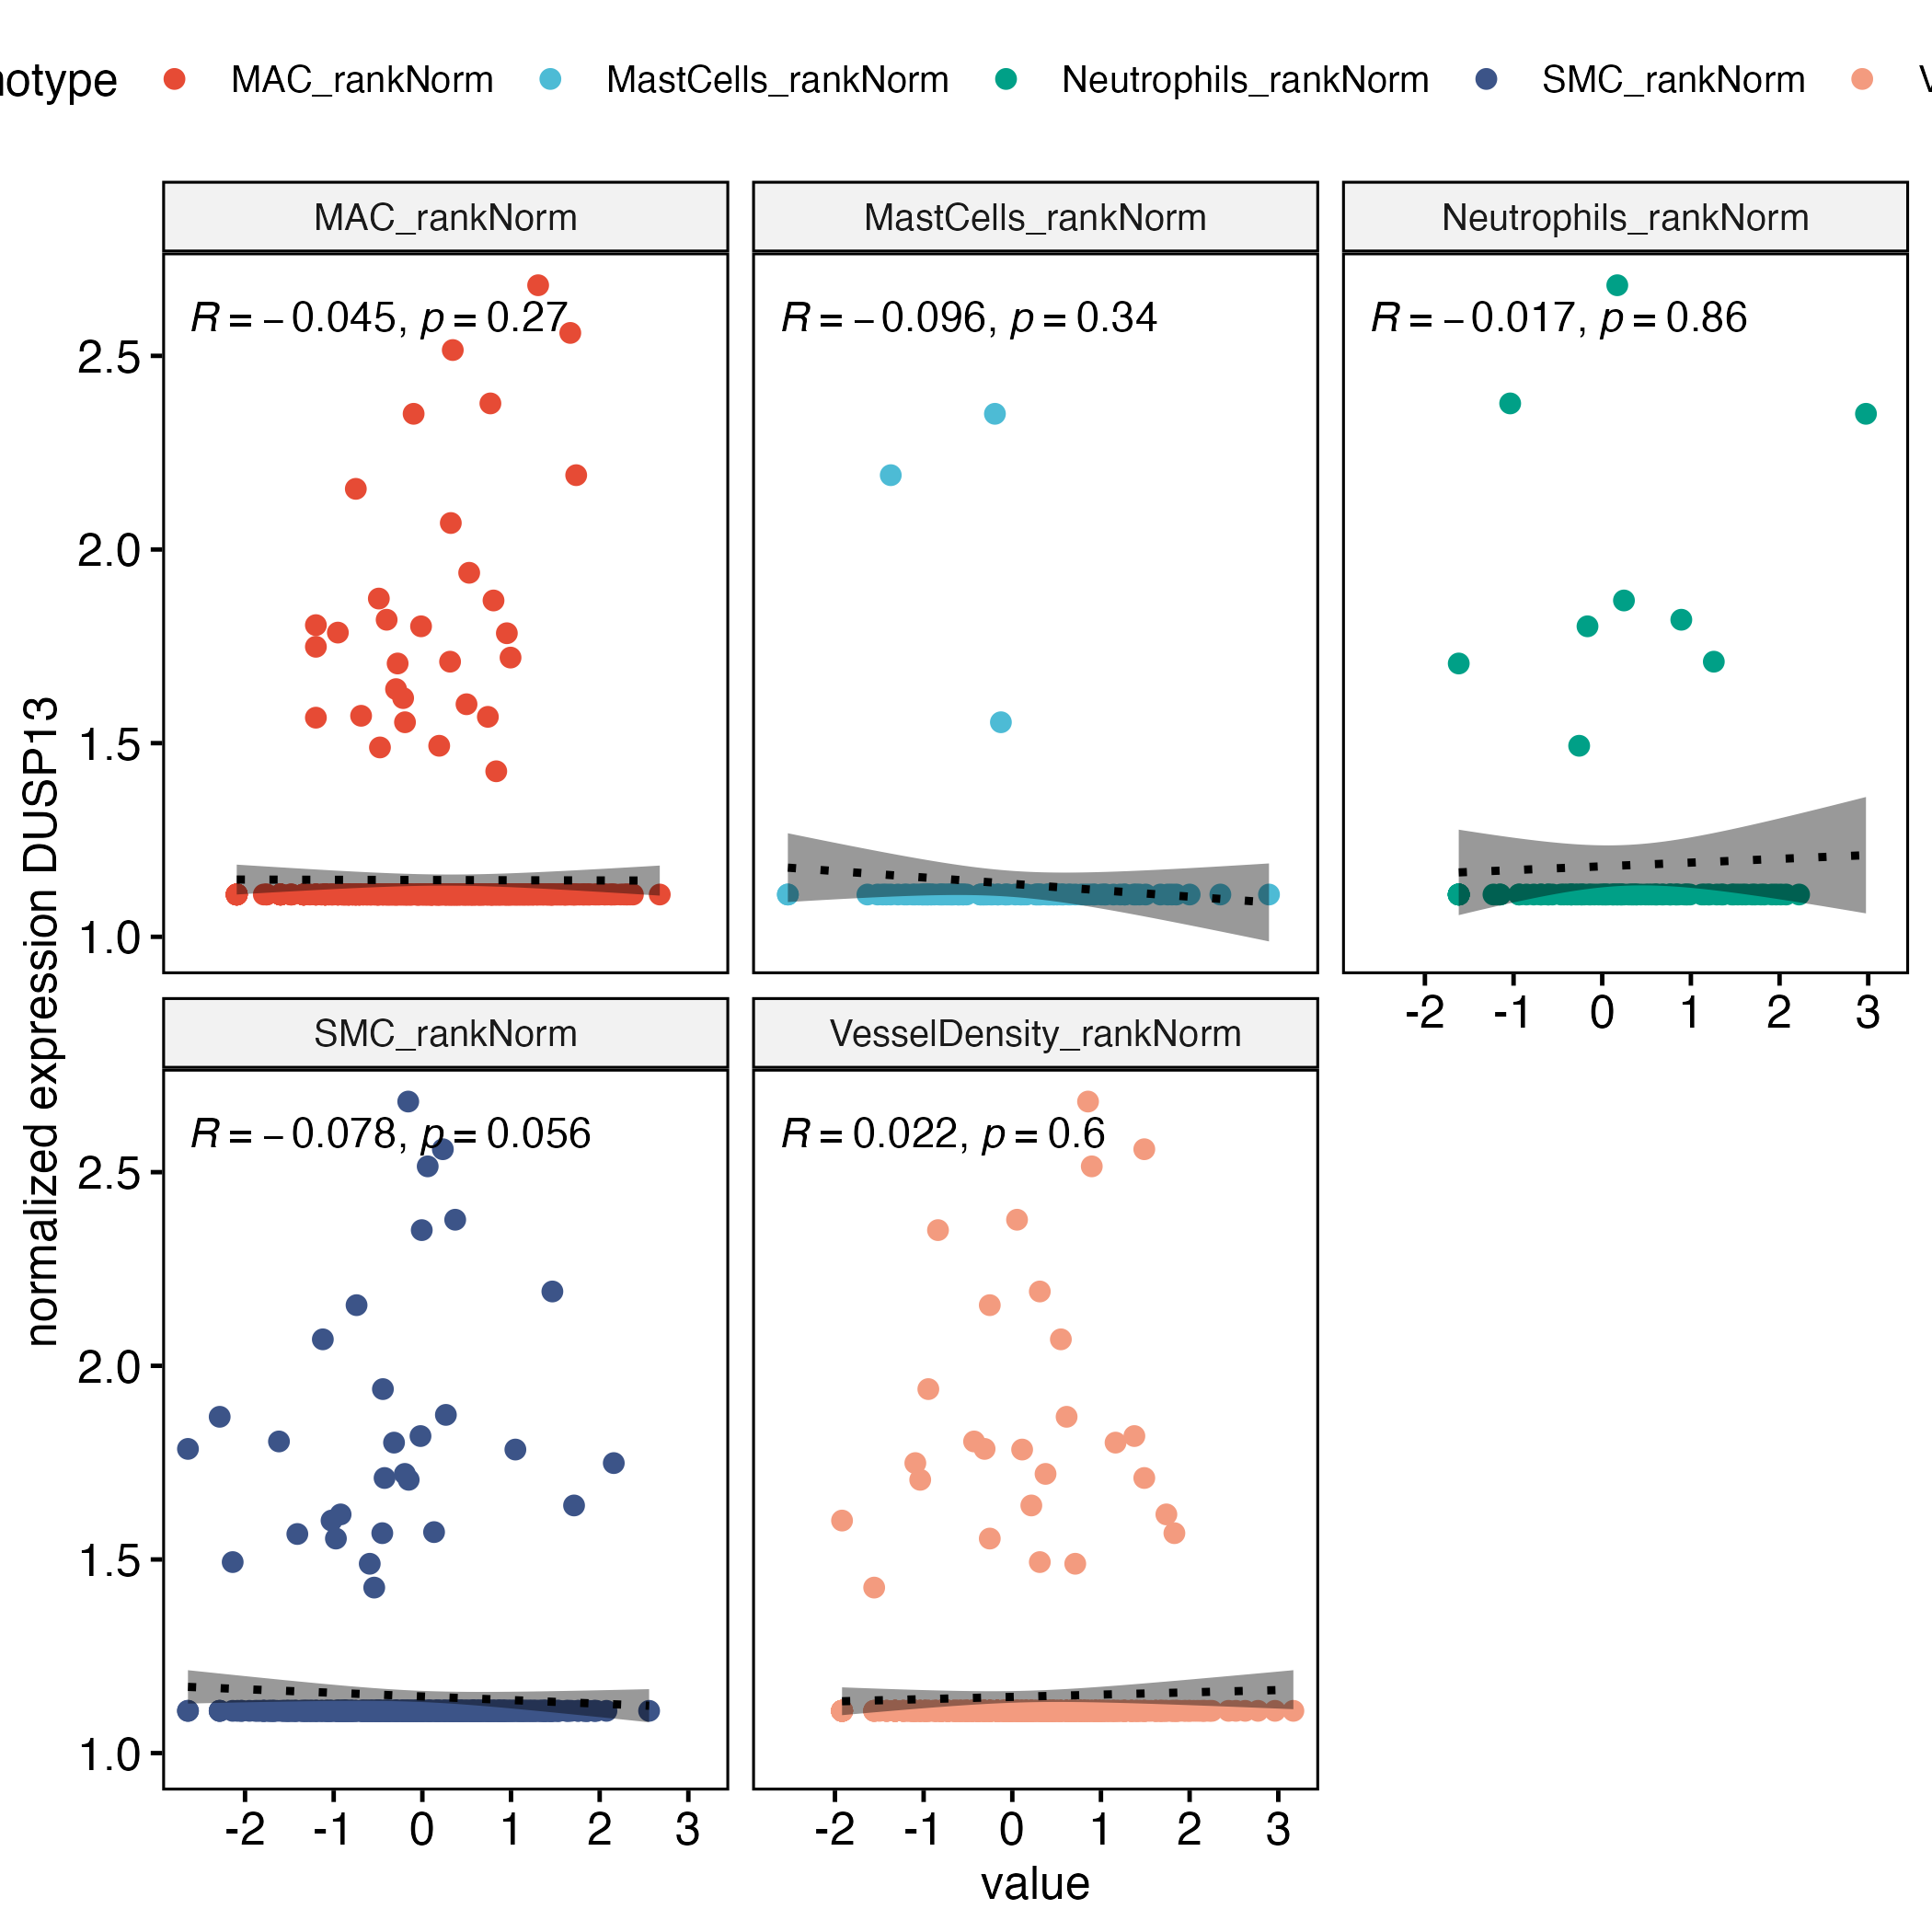 notype MAC_rankNorm MastCells_rankNorm Neutrophils_rankNorm SMC_rankNorm V
MAC_rankNorm MastCells_rankNorm Neutrophils_rankNorm
R = −0.045, p = 0.27 R = −0.096, p = 0.34 R = −0.017, p = 0.86
2.5
2.0
1.5
1.0
-2 -1 0 1 2 3
normalized expression DUSP13
SMC_rankNorm VesselDensity_rankNorm
R = −0.078, p = 0.056 R = 0.022, p = 0.6
2.5
2.0
1.5
1.0
-2 -1 0 1 2 3 -2 -1 0 1 2 3
value